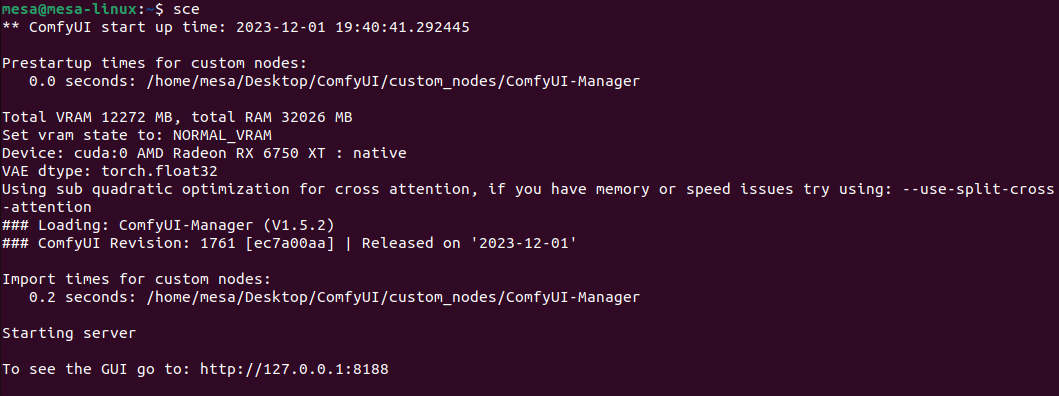 mesa@mesa-linux:~$ sce
** ComfyUI start up time: 2023-12-01 19:40:41.292445
Prestartup times for custom nodes:
   0.0 seconds: /home/mesa/Desktop/ComfyUI/custom_nodes/ComfyUI-Manager
Total VRAM 12272 MB, total RAM 32026 MB
Set vram state to: NORMAL_VRAM
Device: cuda:0 AMD Radeon RX 6750 XT : native
VAE dtype: torch.float32
Using sub quadratic optimization for cross attention, if you have memory or speed issues try using: --use-split-cross
-attention
### Loading: ComfyUI-Manager (V1.5.2)
### ComfyUI Revision: 1761 [ec7a00aa] | Released on '2023-12-01'
Import times for custom nodes:
   0.2 seconds: /home/mesa/Desktop/ComfyUI/custom_nodes/ComfyUI-Manager
Starting server
To see the GUI go to: http://127.0.0.1:8188